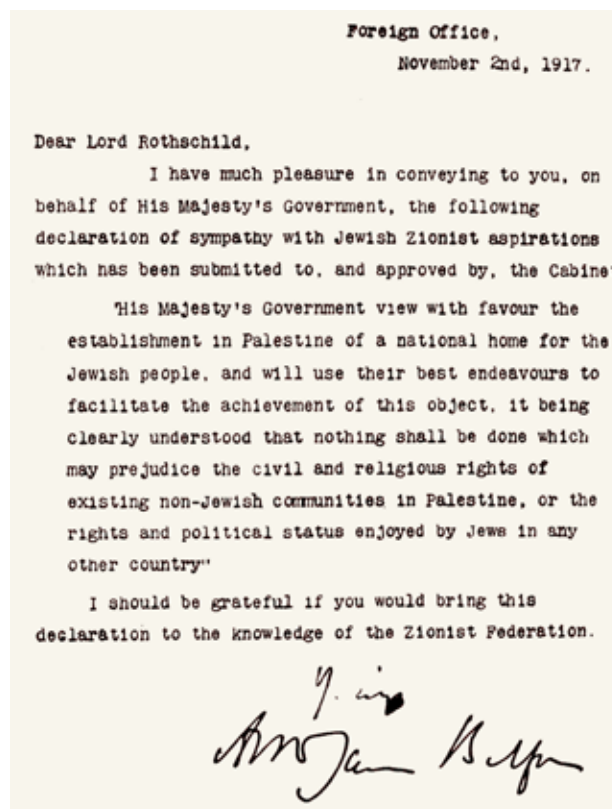 Foreign Office,
November 2nd, 1917.
Dear Lord Rothschild,
I have much pleasure in conveying to you, on
behalf of His Majesty's Government, the following
declaration of sympathy with Jewish Zionist aspirations
which has been submitted to, and approved by, the Cabinet
"His Majesty's Government view with favour the
establishment in Palestine of a national home for the
Jewish people, and will use their best endeavours to
facilitate the achievement of this object, it being
clearly understood that nothing shall be done which
may prejudice the civil and religious rights of
existing non-Jewish communities in Palestine, or the
rights and political status enjoyed by Jews in any
other country"
I should be grateful if you would bring this
declaration to the knowledge of the Zionist Federation.